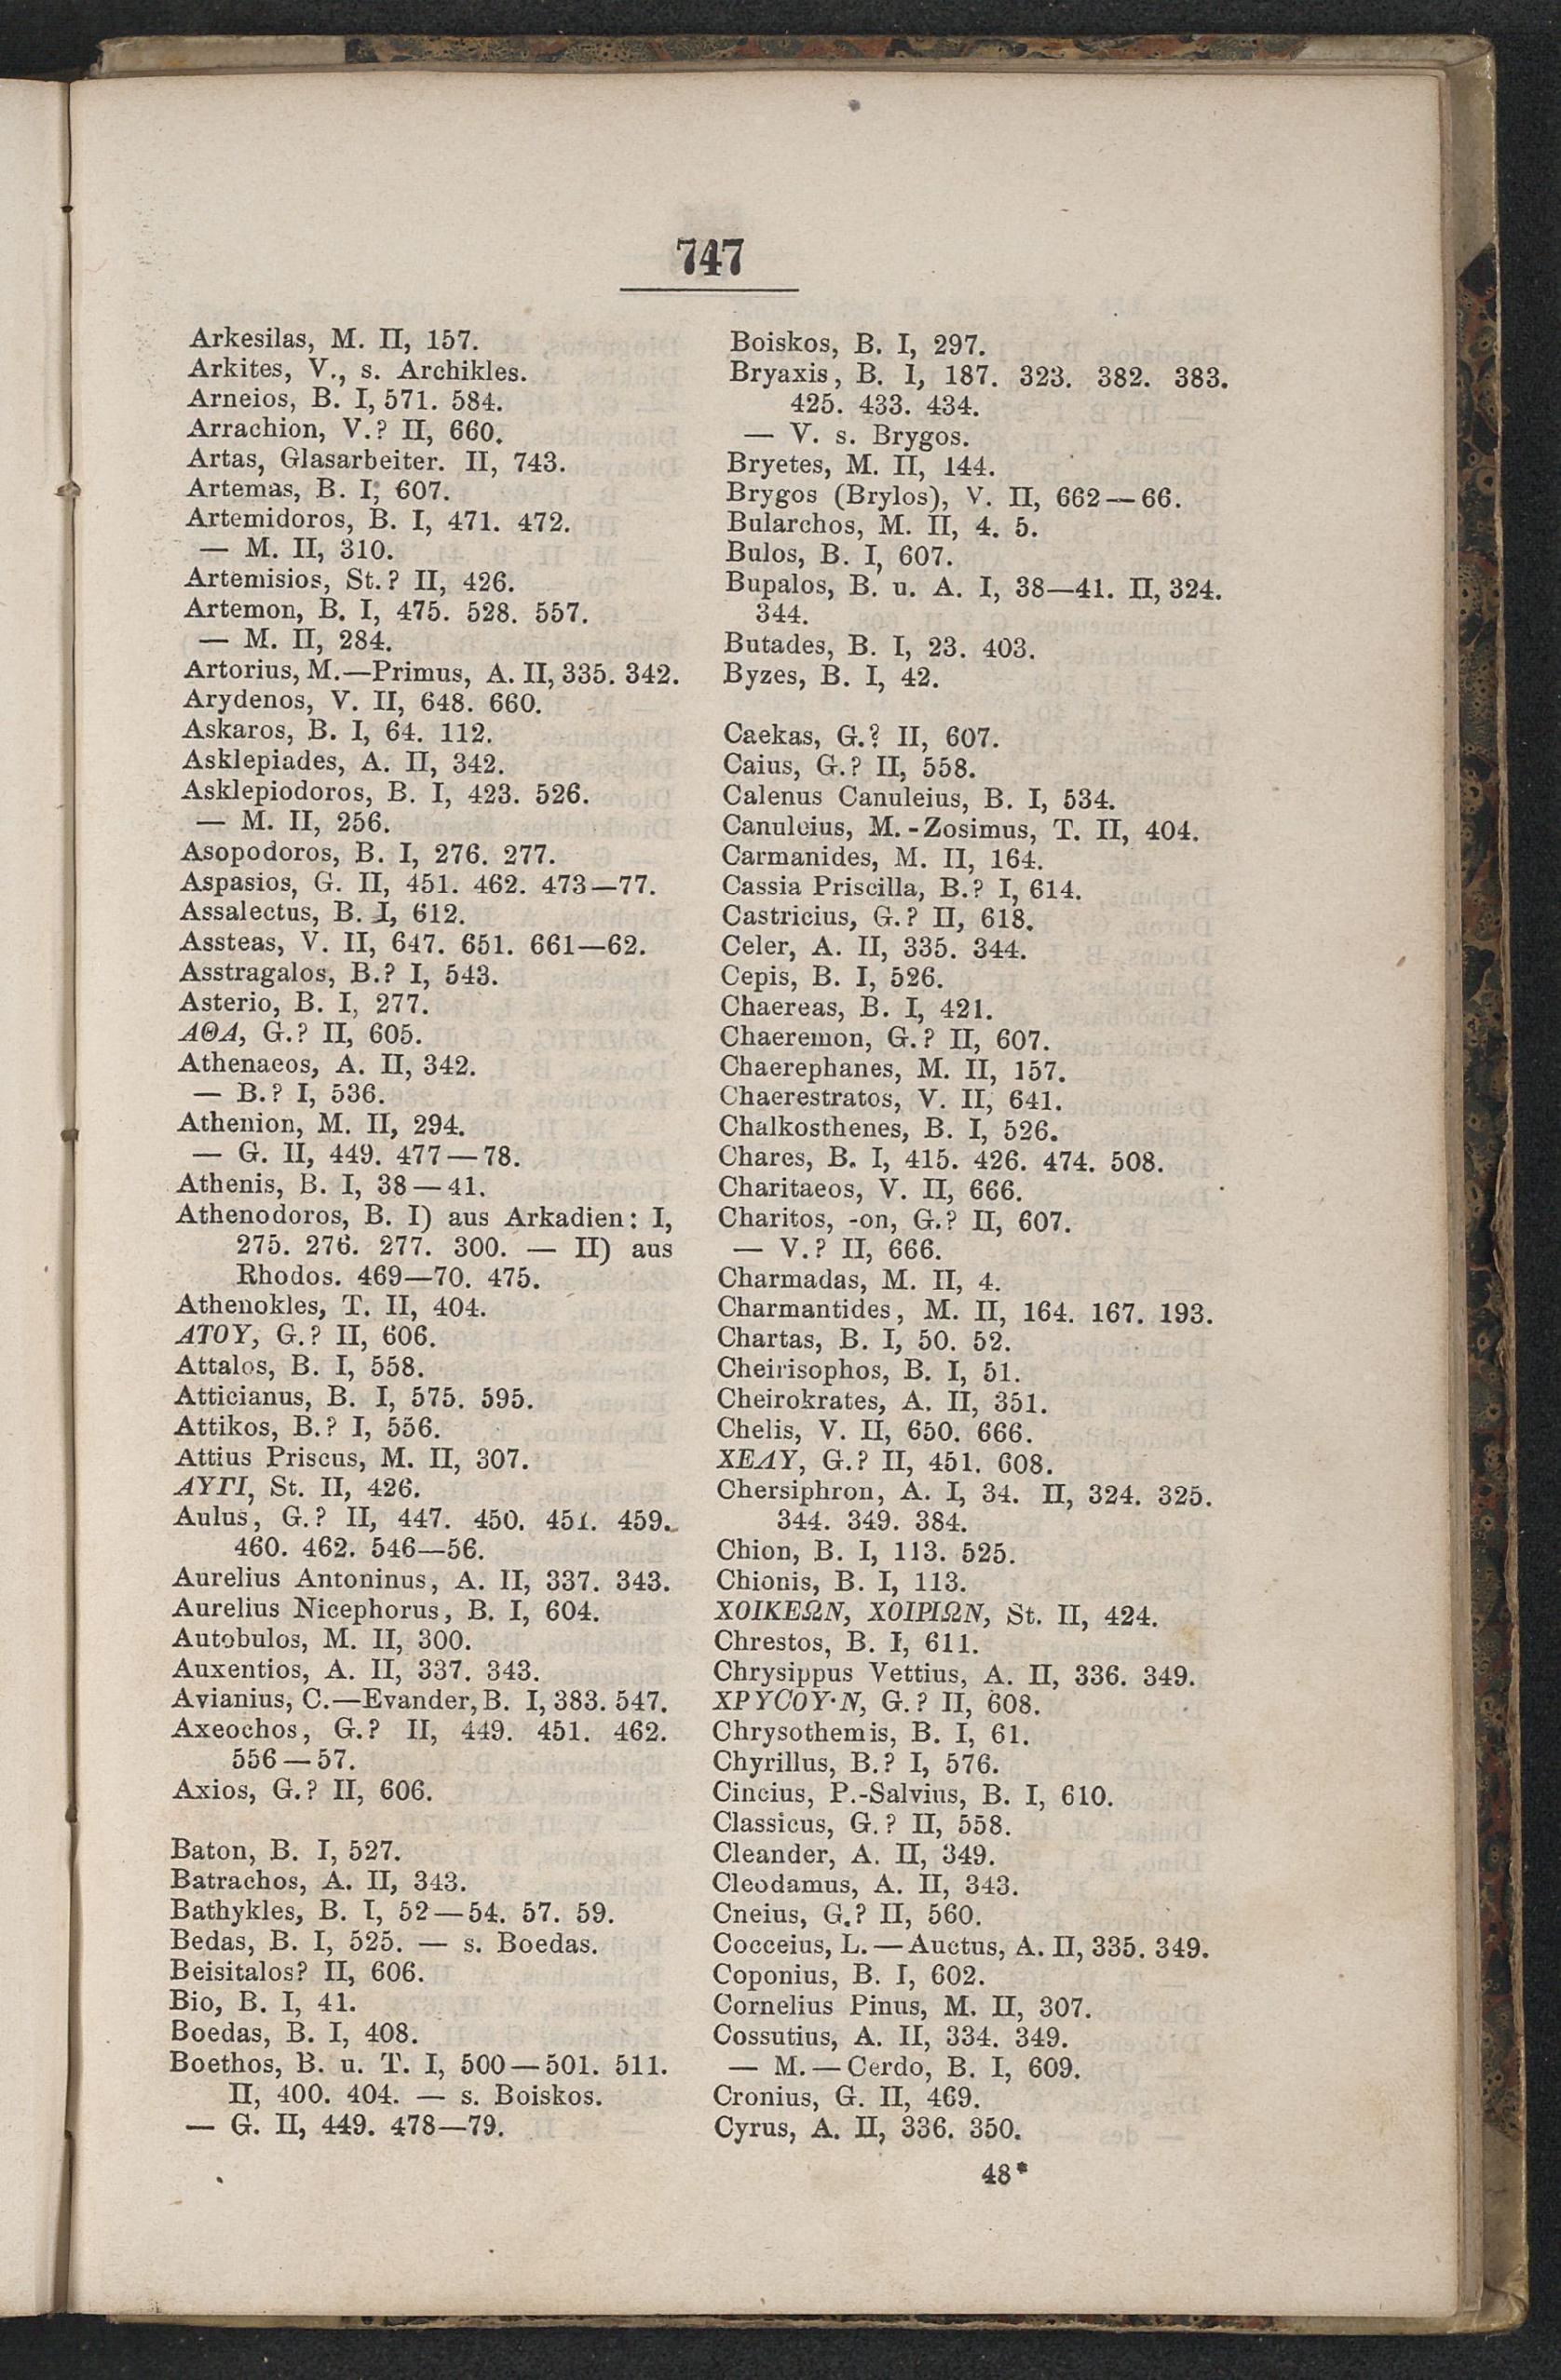 747
Arkesilas, M. II, 157.
Arkites, V., s. Archikles.
Arneios, B. I, 571. 584.
Arrachion, V.? II, 660.
Artas, Glasarbeiter. II, 743.
Artemas, B. I, 607.
Artemidoros, B. I, 471. 472.
— M. II, 310.
Artemisios, St.? II, 426.
Artemon, B. I, 475. 528. 557.
— M. II, 284.
Artorius, M.—Primus, A. II, 335. 342.
Arydenos, V. II, 648. 660.
Askaros, B. I, 64. 112.
Asklepiades, A. II, 342.
Asklepiodoros, B. I, 423. 526.
— M. II, 256.
Asopodoros, B. I, 276. 277.
Aspasios, G. II, 451. 462. 473—77.
Assalectus, B. I, 612.
Assteas, V. II, 647. 651. 661—62.
Asstragalos, B.? I, 543.
Asterio, B. I, 277.
ΑΘΑ, G.? II, 605.
Athenaeos, A. II, 342.
— B.? I, 536.
Athenion, M. II, 294.
— G. II, 449. 477—78.
Athenis, B. I, 38—41.
Athenodoros, B. I) aus Arkadien: I,
275. 276. 277. 300. — II) aus
Rhodos. 469—70. 475.
Athenokles, T. II, 404.
ΑΤΟΥ, G.? II, 606.
Attalos, B. I, 558.
Atticianus, B. I, 575. 595.
Attikos, B.? I, 556.
Attius Priscus, M. II, 307.
ΑΥΓΙ, St. II, 426.
Aulus, G.? II, 447. 450. 451. 459.
460. 462. 546—56.
Aurelius Antoninus, A. II, 337. 343.
Aurelius Nicephorus, B. I, 604.
Autobulos, M. II, 300.
Auxentios, A. II, 337. 343.
Avianius, C.—Evander, B. I, 383. 547.
Axeochos, G.? II, 449. 451. 462.
556—57.
Axios, G.? II, 606.
Baton, B. I, 527.
Batrachos, A. II, 343.
Bathykles, B. I, 52—54. 57. 59.
Bedas, B. I, 525. — s. Boedas.
Beisitalos? II, 606.
Bio, B. I, 41.
Boedas, B. I, 408.
Boethos, B. u. T. I, 500—501. 511.
II, 400. 404. — s. Boiskos.
— G. II, 449. 478—79.
Boiskos, B. I, 297.
Bryaxis, B. I, 187. 323. 382. 383.
425. 433. 434.
— V. s. Brygos.
Bryetes, M. II, 144.
Brygos (Brylos), V. II, 662—66.
Bularchos, M. II, 4. 5.
Bulos, B. I, 607.
Bupalos, B. u. A. I, 38—41. II, 324.
344.
Butades, B. I, 23. 403.
Byzes, B. I, 42.
Caekas, G.? II, 607.
Caius, G.? II, 558.
Calenus Canuleius, B. I, 534.
Canuleius, M.-Zosimus, T. II, 404.
Carmanides, M. II, 164.
Cassia Priscilla, B.? I, 614.
Castricius, G.? II, 618.
Celer, A. II, 335. 344.
Cepis, B. I, 526.
Chaereas, B. I, 421.
Chaeremon, G.? II, 607.
Chaerephanes, M. II, 157.
Chaerestratos, V. II, 641.
Chalkosthenes, B. I, 526.
Chares, B. I, 415. 426. 474. 508.
Charitaeos, V. II, 666.
Charitos, -on, G.? II, 607.
— V.? II, 666.
Charmadas, M. II, 4.
Charmantides, M. II, 164. 167. 193.
Chartas, B. I, 50. 52.
Cheirisophos, B. I, 51.
Cheirokrates, A. II, 351.
Chelis, V. II, 650. 666.
ΧΕΛΥ, G.? II, 451. 608.
Chersiphron, A. I, 34. II, 324. 325.
344. 349. 384.
Chion, B. I, 113. 525.
Chionis, B. I, 113.
ΧΟΙΚΕΩΝ, ΧΟΙΡΙΩΝ, St. II, 424.
Chrestos, B. I, 611.
Chrysippus Vettius, A. II, 336. 349.
ΧΡΥCΟΥ·Ν, G.? II, 608.
Chrysothemis, B. I, 61.
Chyrillus, B.? I, 576.
Cincius, P.-Salvius, B. I, 610.
Classicus, G.? II, 558.
Cleander, A. II, 349.
Cleodamus, A. II, 343.
Cneius, G.? II, 560.
Cocceius, L.—Auctus, A. II, 335. 349.
Coponius, B. I, 602.
Cornelius Pinus, M. II, 307.
Cossutius, A. II, 334. 349.
— M.—Cerdo, B. I, 609.
Cronius, G. II, 469.
Cyrus, A. II, 336. 350.
48*